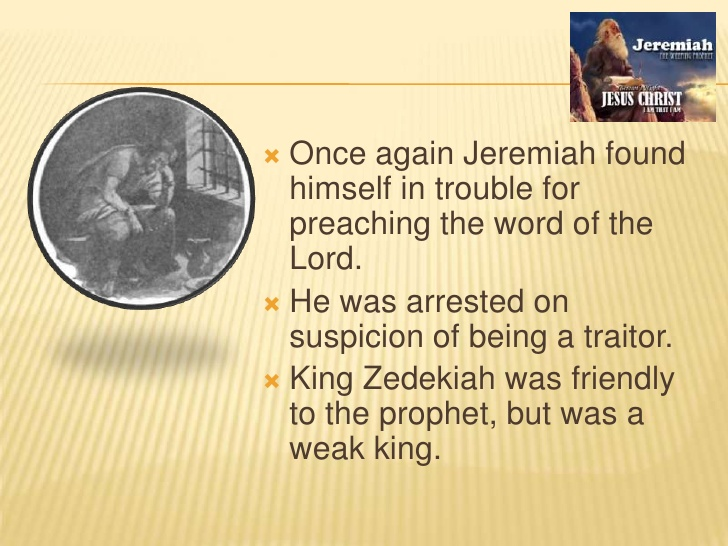 Jeremiah
THE WEEPING PROPHET
JESUS CHRIST
I AM THAT I AM
Once again Jeremiah found
himself in trouble for
preaching the word of the
Lord.
He was arrested on
suspicion of being a traitor.
King Zedekiah was friendly
to the prophet, but was a
weak king.